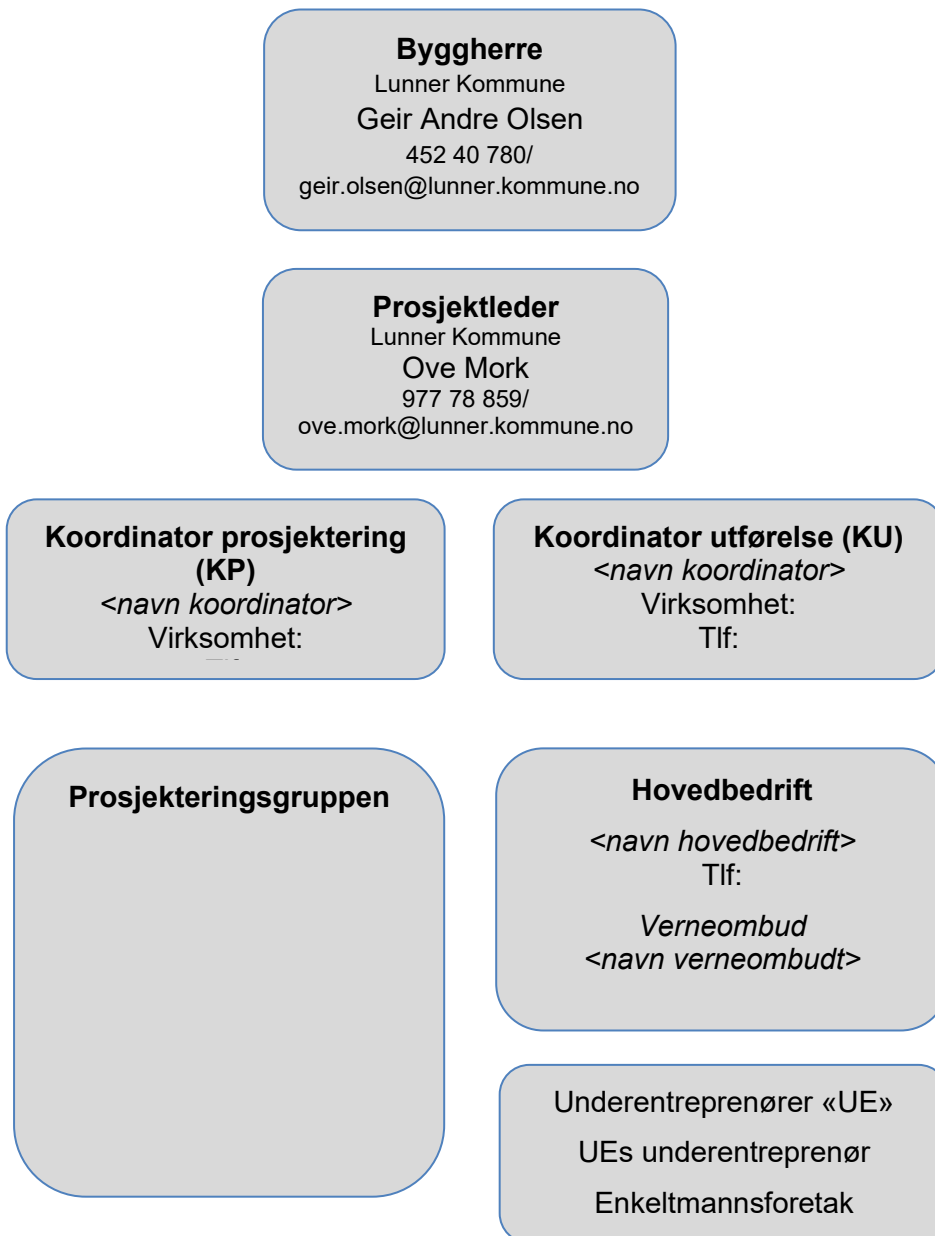 Byggherre
Lunner Kommune
Geir Andre Olsen
452 40 780/
geir.olsen@lunner.kommune.no
Prosjektleder
Lunner Kommune
Ove Mork
977 78 859/
ove.mork@lunner.kommune.no
Koordinator prosjektering
(KP)
<navn koordinator>
Virksomhet:
Koordinator utførelse (KU)
<navn koordinator>
Virksomhet:
Tlf:
Prosjekteringsgruppen
Hovedbedrift
<navn hovedbedrift>
Tlf:
Verneombud
<navn verneombudt>
Underentreprenører «UE»
UEs underentreprenør
Enkeltmannsforetak